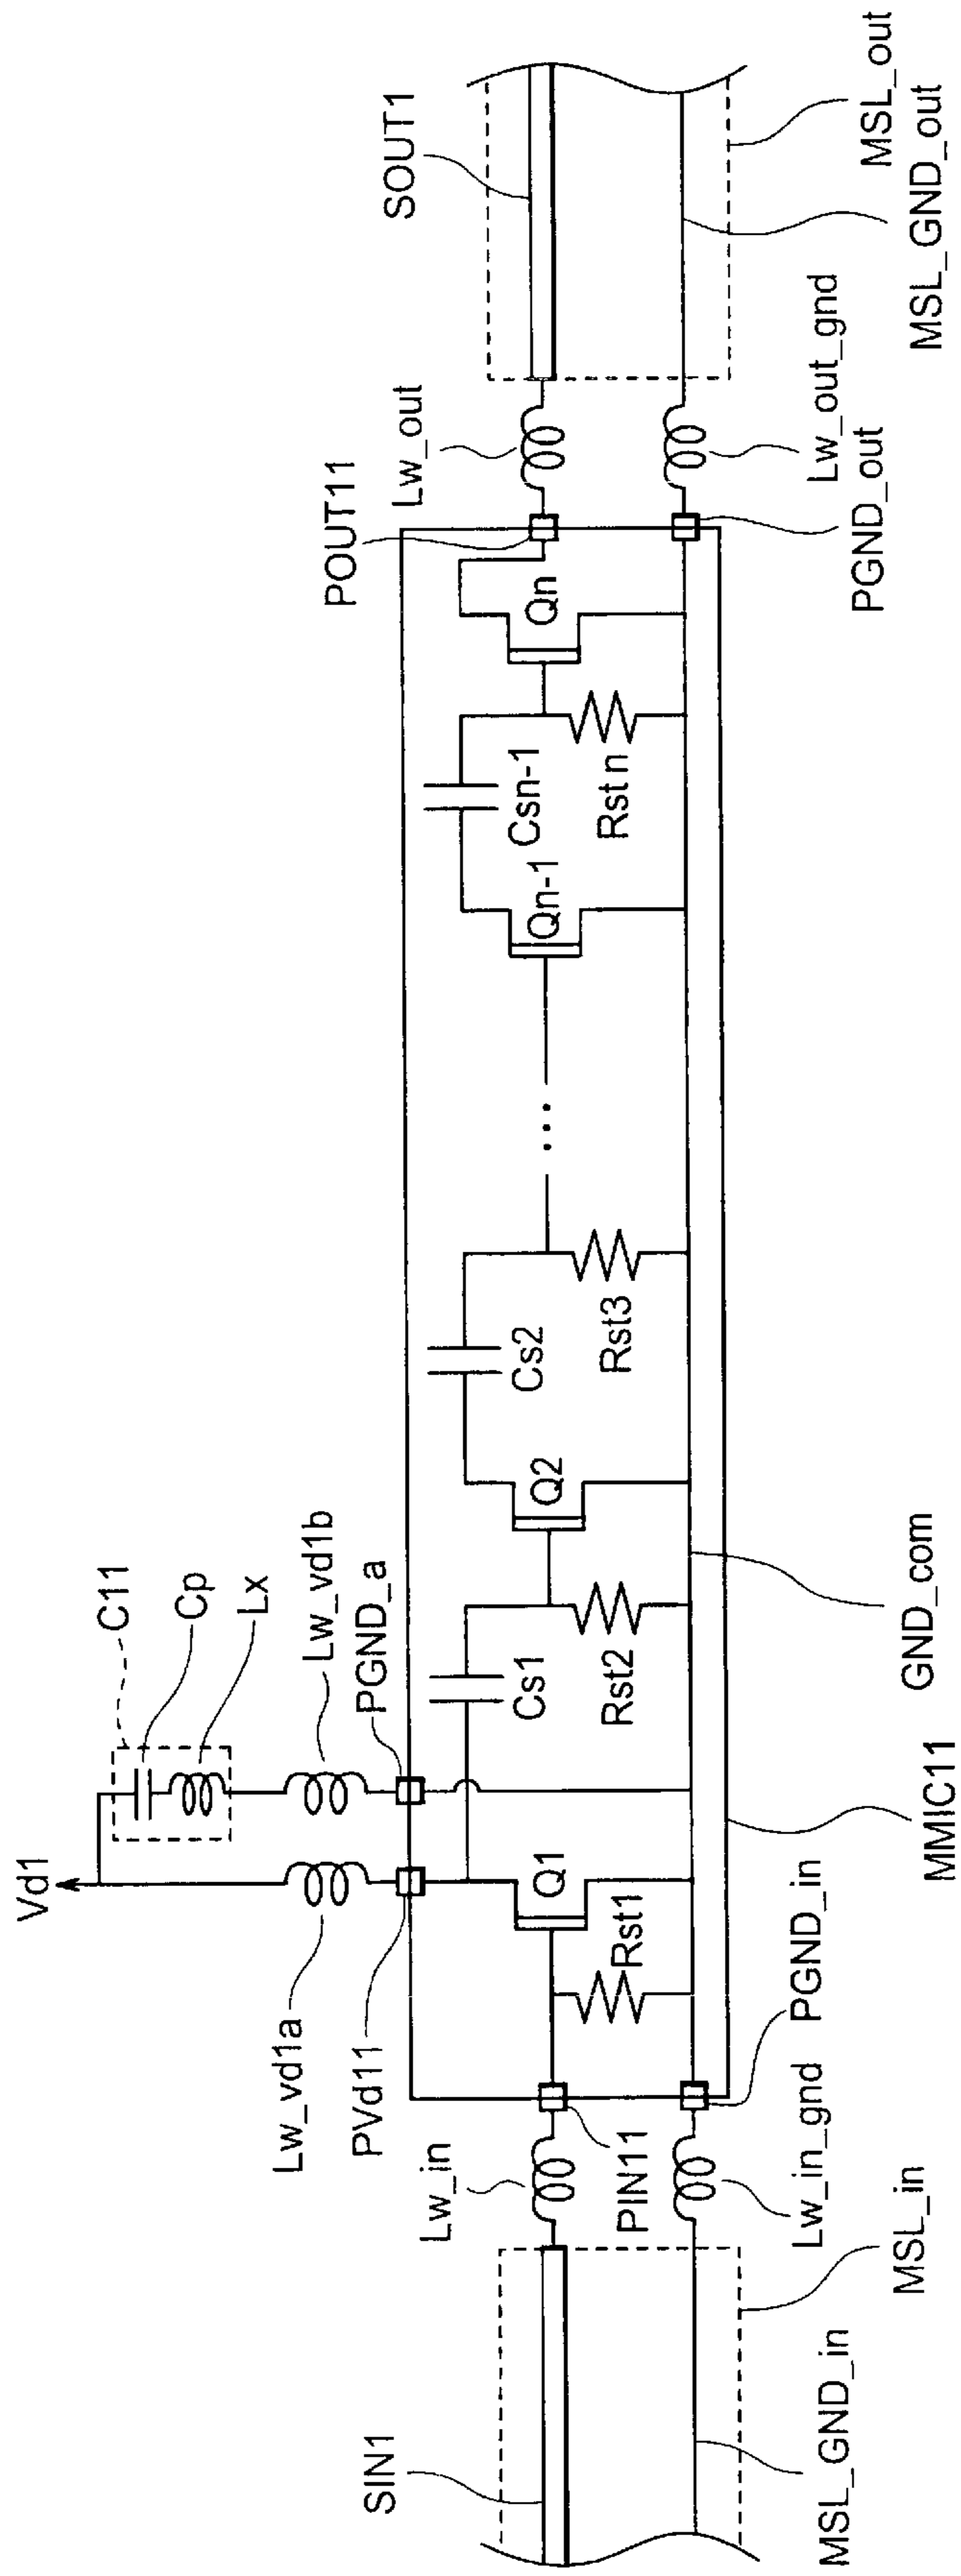 Vd1
C11
Cp
Lx
Lw_vd1a
Lw_vd1b
PVd11
PGND_a
POUT11
Lw_out
SOUT1
Lw_in
SIN1
Q1
Cs1
Q2
Cs2
Qn-1
Csn-1
Qn
Rst1
Rst2
Rst3
...
Rst n
PIN11
PGND_in
Lw_in_gnd
MSL_in
MSL_GND_in
MMIC11
GND_com
PGND_out
Lw_out_gnd
MSL_GND_out
MSL_out